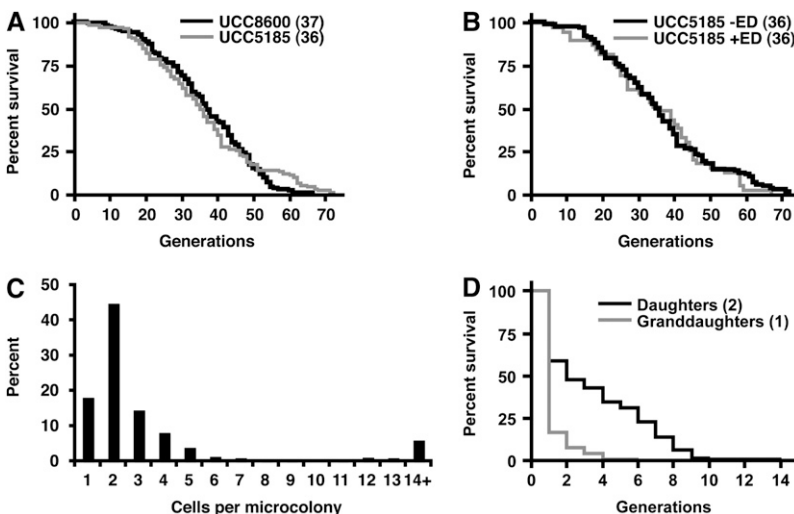 A
UCC8600 (37)
UCC5185 (36)
Percent survival
100
75
50
25
0
0 10 20 30 40 50 60 70
Generations
B
UCC5185 -ED (36)
UCC5185 +ED (36)
Percent survival
100
75
50
25
0
0 10 20 30 40 50 60 70
Generations
C
Percent
50
40
30
20
10
0
1 2 3 4 5 6 7 8 9 10 11 12 13 14+
Cells per microcolony
D
Daughters (2)
Granddaughters (1)
Percent survival
100
75
50
25
0
0 2 4 6 8 10 12 14
Generations